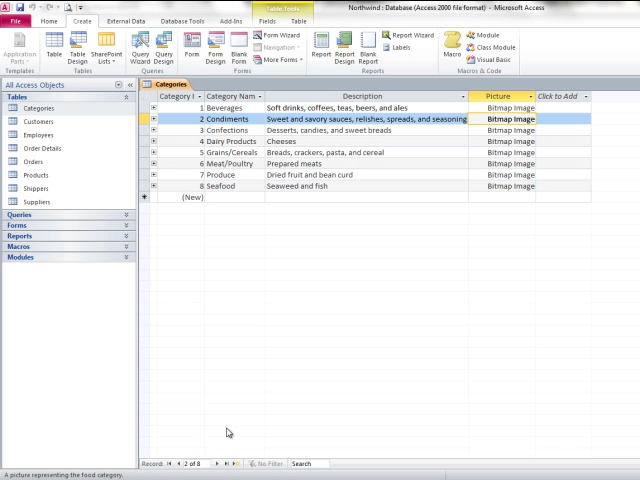 Table Tools
Northwind : Database (Access 2000 file format) - Microsoft Access
File Home Create External Data Database Tools Add-Ins Fields Table
Application Parts Table Table Design SharePoint Lists Query Wizard Query Design Form Form Design Blank Form Form Wizard Navigation More Forms Report Report Design Blank Report Report Wizard Labels Macro Module Class Module Visual Basic
Templates Tables Queries Forms Reports Macros & Code
All Access Objects
Tables
Categories
Customers
Employees
Order Details
Orders
Products
Shippers
Suppliers
Queries
Forms
Reports
Macros
Modules
Categories
Category I Category Nam Description Picture Click to Add
1 Beverages Soft drinks, coffees, teas, beers, and ales Bitmap Image
2 Condiments Sweet and savory sauces, relishes, spreads, and seasoning Bitmap Image
3 Confections Desserts, candies, and sweet breads Bitmap Image
4 Dairy Products Cheeses Bitmap Image
5 Grains/Cereals Breads, crackers, pasta, and cereal Bitmap Image
6 Meat/Poultry Prepared meats Bitmap Image
7 Produce Dried fruit and bean curd Bitmap Image
8 Seafood Seaweed and fish Bitmap Image
(New)
Record: 2 of 8 No Filter Search
A picture representing the food category.